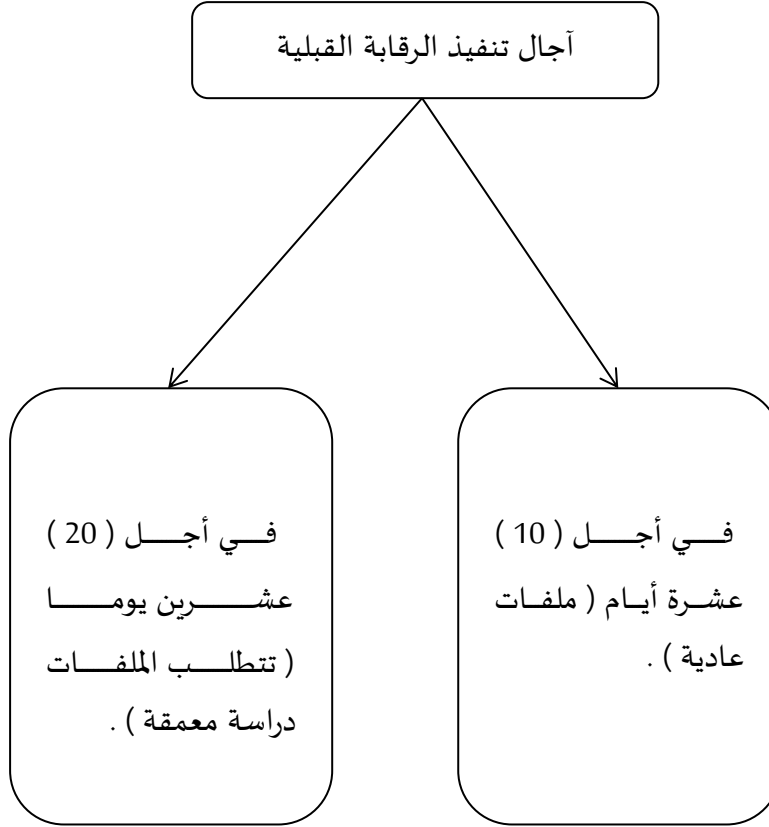 آجال تنفيذ الرقابة القبلية
في أجل ( 10 )
عشرة أيام ( ملفات
عادية ) .
في أجل ( 20 )
عشرين يوما
( تتطلب الملفات
دراسة معمقة ) .